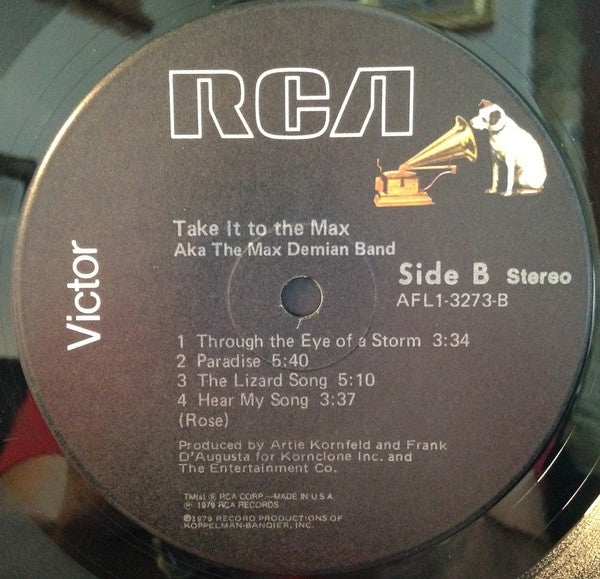 RCA
Victor
Take It to the Max
Aka The Max Demian Band
Side B Stereo
AFL1-3273-B
1 Through the Eye of a Storm 3:34
2 Paradise 5:40
3 The Lizard Song 5:10
4 Hear My Song 3:37
(Rose)
Produced by Artie Kornfeld and Frank
D'Augusta for Kornclone Inc. and
The Entertainment Co.
TM(s) ® RCA CORP.—MADE IN U.S.A.
℗ 1979 RCA RECORDS
℗1979 RECORD PRODUCTIONS OF
KOPPELMAN-BANDIER, INC.